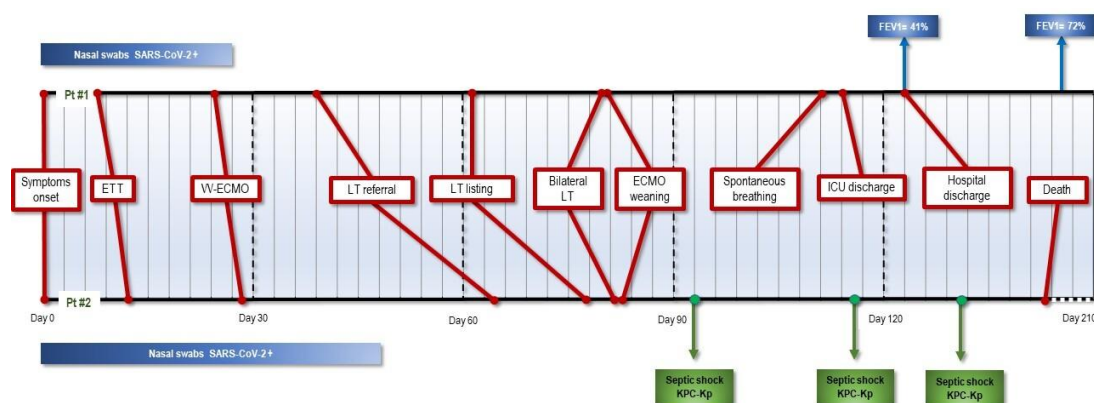 FEV1= 41%
FEV1= 72%
Nasal swabs SARS-CoV-2+
Pt #1
Symptoms
onset
ETT
VV-ECMO
LT referral
LT listing
Bilateral
LT
ECMO
weaning
Spontaneous
breathing
ICU discharge
Hospital
discharge
Death
Pt #2
Day 0
Day 30
Day 60
Day 90
Day 120
Day 210
Nasal swabs SARS-CoV-2+
Septic shock
KPC-Kp
Septic shock
KPC-Kp
Septic shock
KPC-Kp